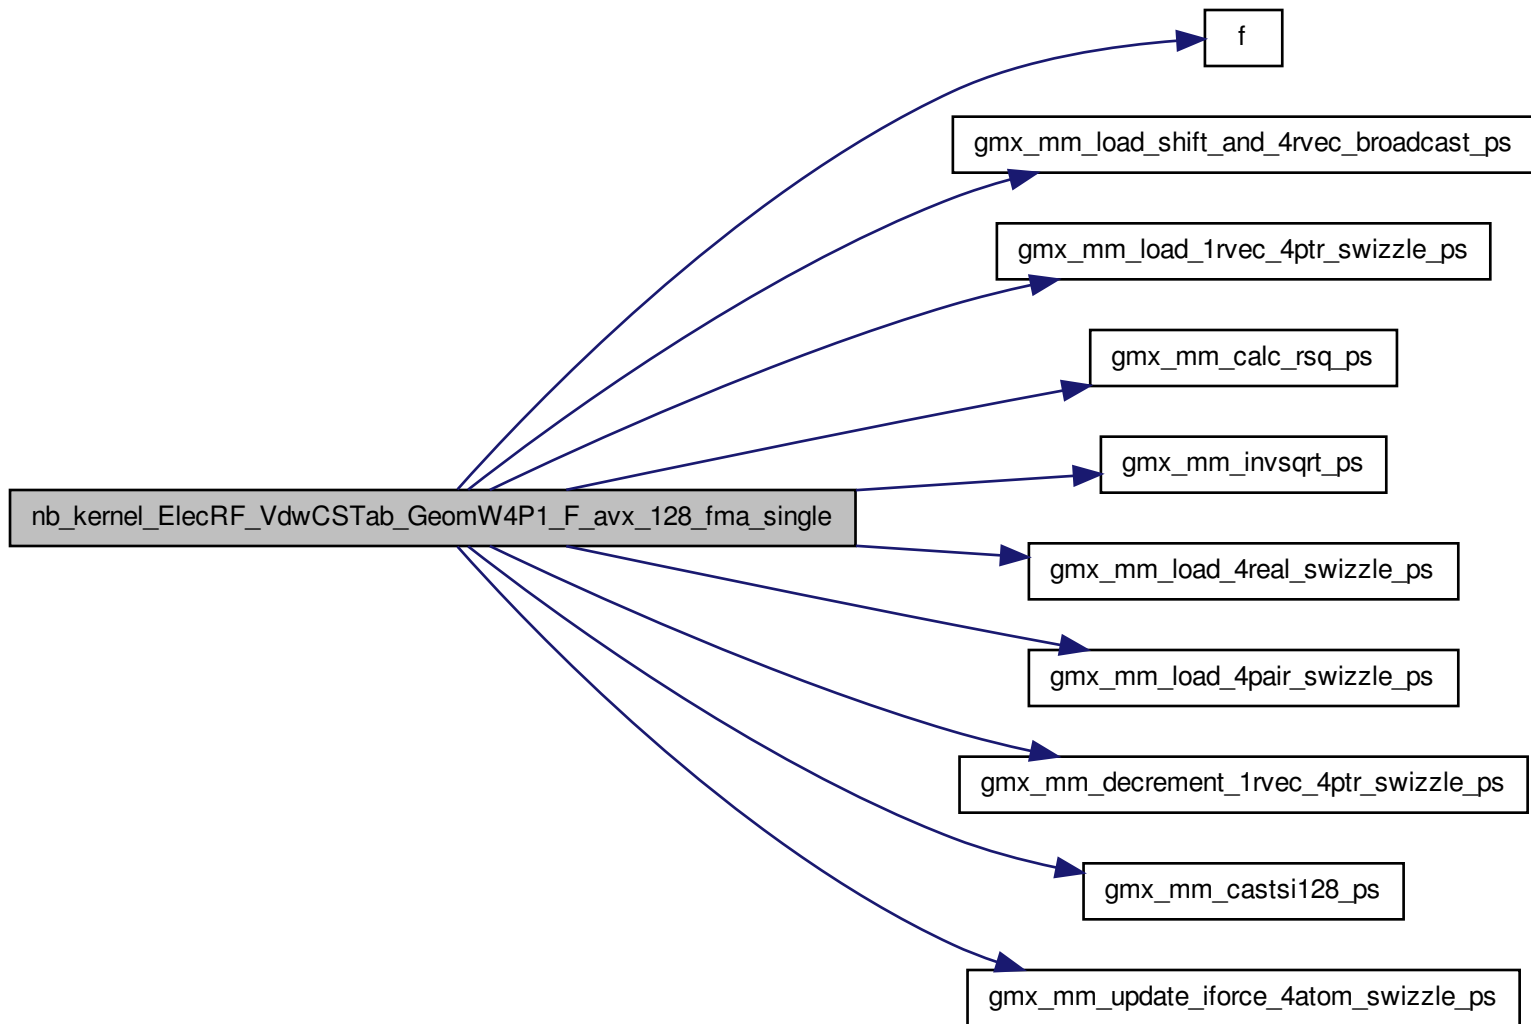 f
gmx_mm_load_shift_and_4rvec_broadcast_ps
gmx_mm_load_1rvec_4ptr_swizzle_ps
gmx_mm_calc_rsq_ps
gmx_mm_invsqrt_ps
nb_kernel_ElecRF_VdwCSTab_GeomW4P1_F_avx_128_fma_single
gmx_mm_load_4real_swizzle_ps
gmx_mm_load_4pair_swizzle_ps
gmx_mm_decrement_1rvec_4ptr_swizzle_ps
gmx_mm_castsi128_ps
gmx_mm_update_iforce_4atom_swizzle_ps